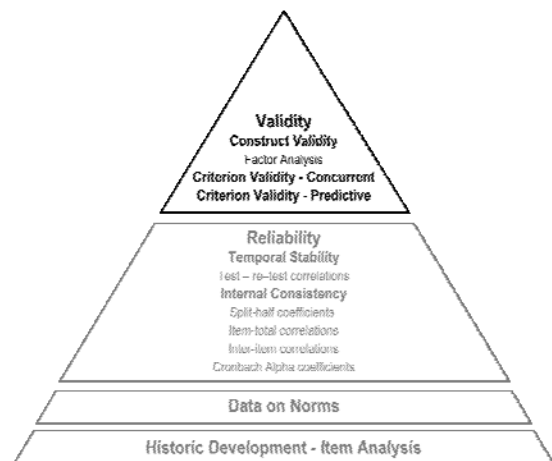 Validity
Construct Validity
Factor Analysis
Criterion Validity - Concurrent
Criterion Validity - Predictive
Reliability
Temporal Stability
Test – re-test correlations
Internal Consistency
Split-half coefficients
Item-total correlations
Inter-item correlations
Cronbach Alpha coefficients
Data on Norms
Historic Development - Item Analysis